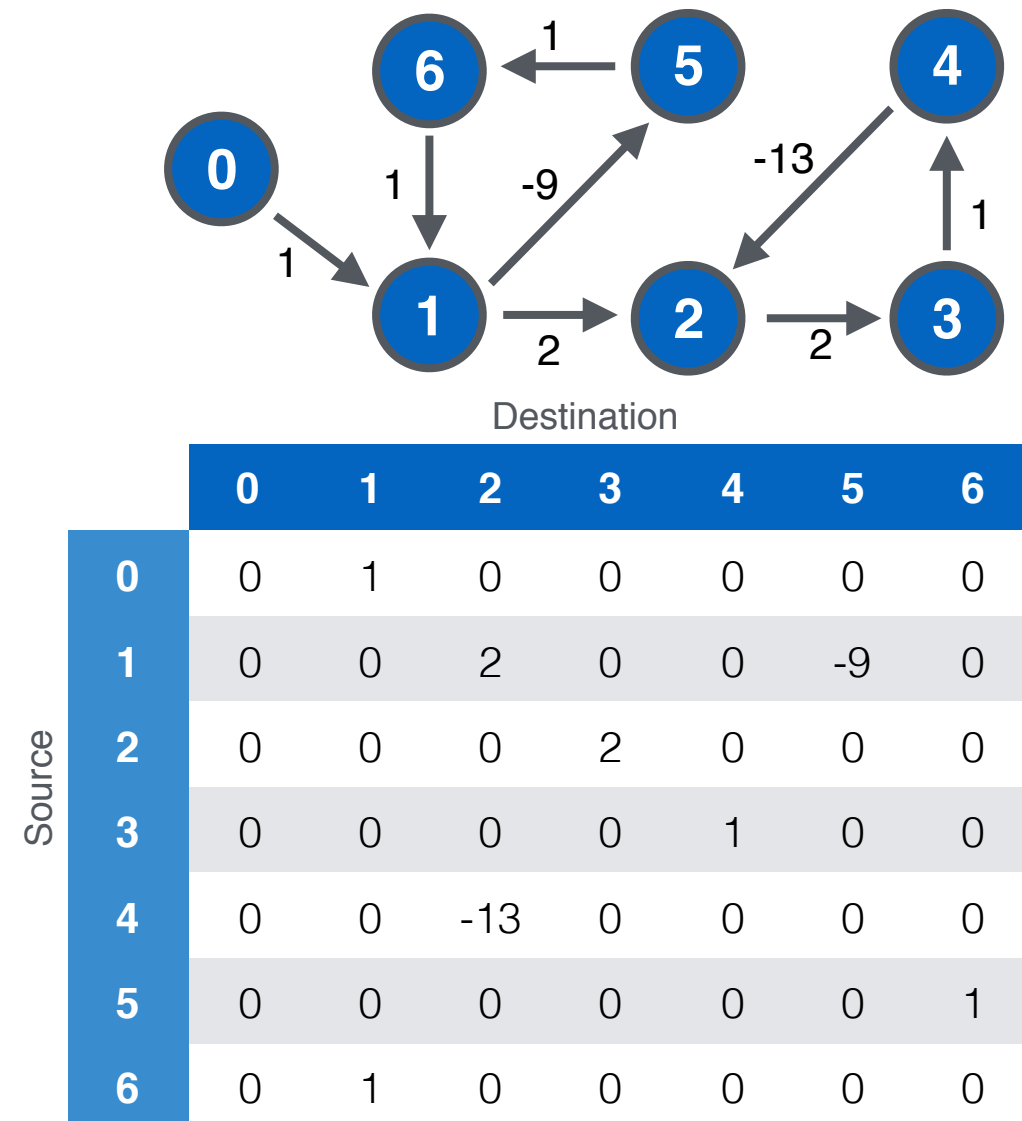 1
6 5 4
0
1 -9 -13 1
1
1 2 3
2 2
Destination
0 1 2 3 4 5 6
Source
0 0 1 0 0 0 0 0
1 0 0 2 0 0 -9 0
2 0 0 0 2 0 0 0
3 0 0 0 0 1 0 0
4 0 0 -13 0 0 0 0
5 0 0 0 0 0 0 1
6 0 1 0 0 0 0 0